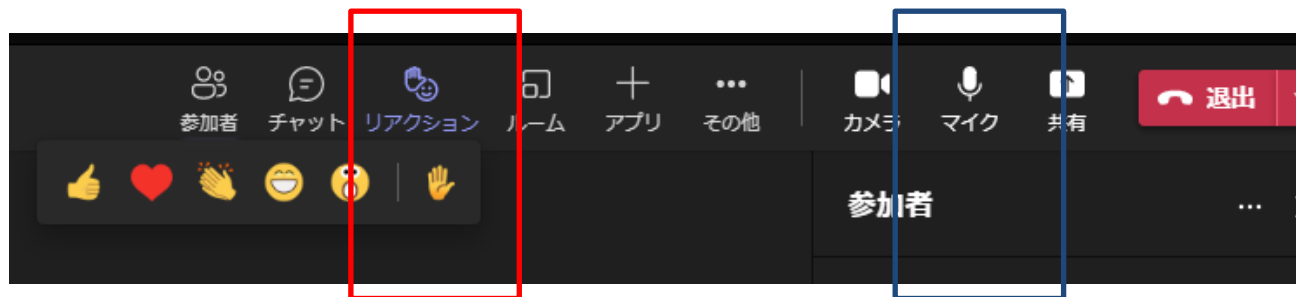 参加者 チャット リアクション ルーム アプリ その他 カメラ マイク 共有 退出
参加者